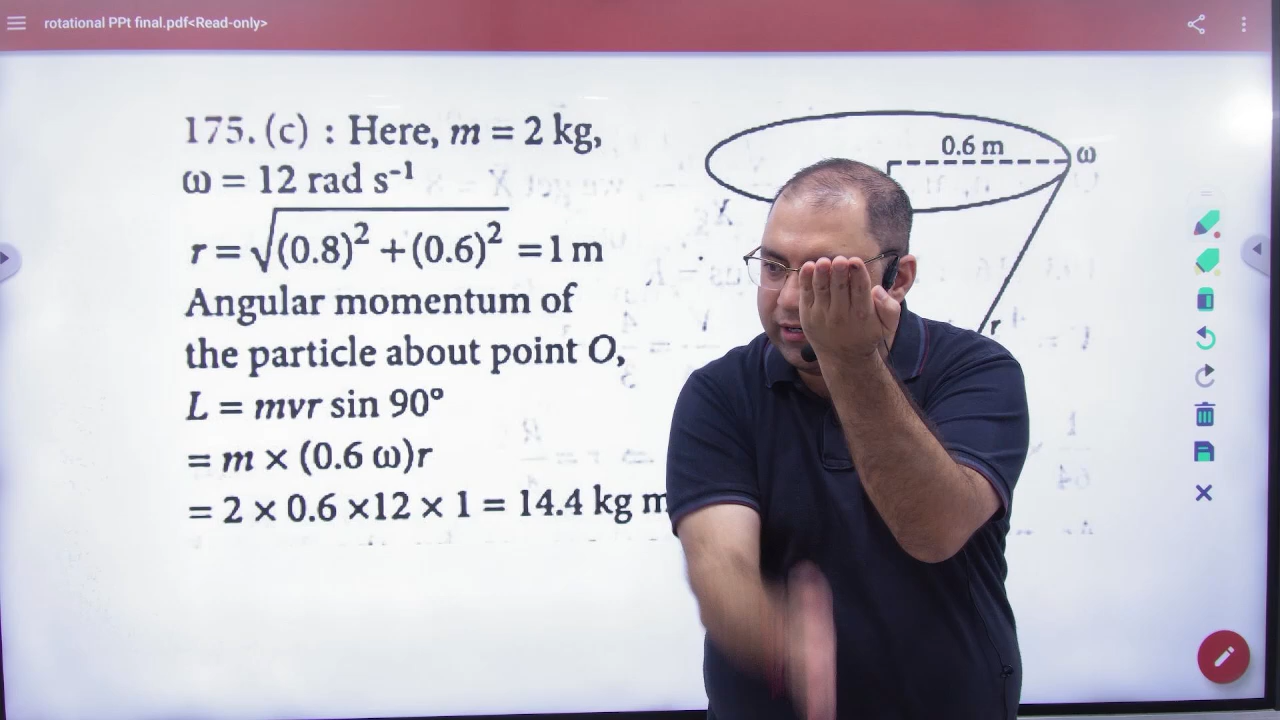 rotational PPt final.pdf<Read-only>
175. (c) : Here, m = 2 kg,
ω = 12 rad s⁻¹
r = √(0.8)² + (0.6)² = 1 m
Angular momentum of
the particle about point O,
L = mvr sin 90°
= m × (0.6 ω)r
= 2 × 0.6 ×12 × 1 = 14.4 kg m
0.6 m
ω
r